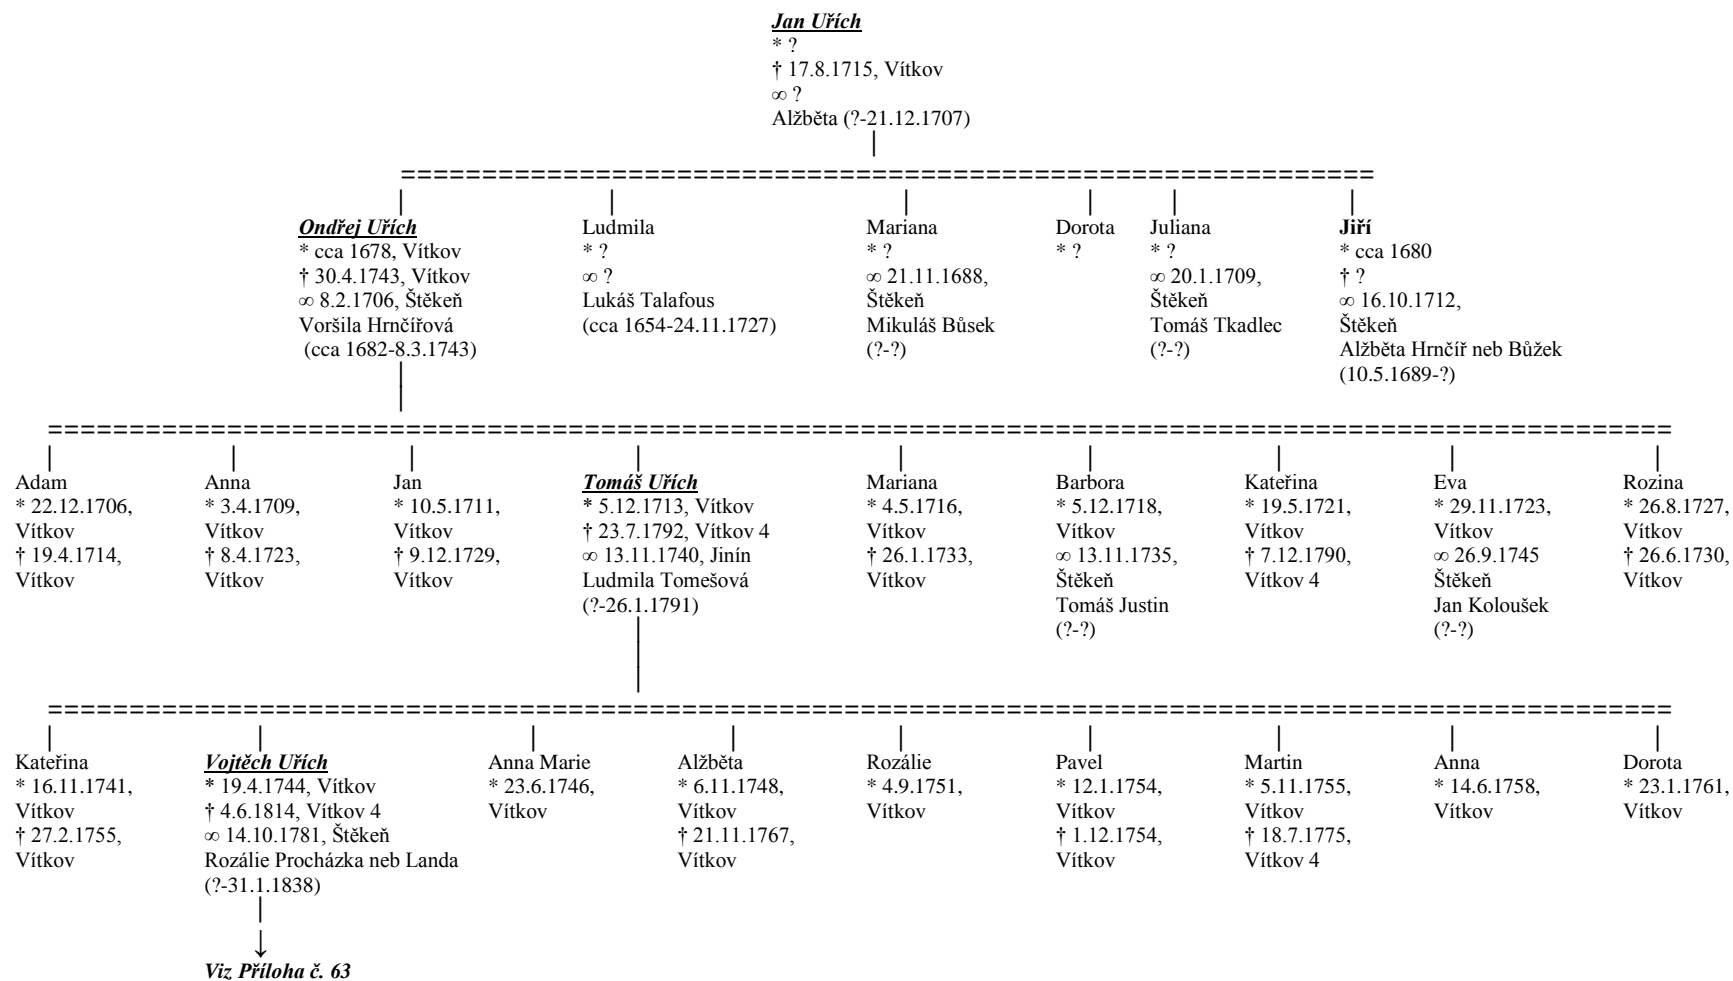 Jan Uřích
* ?
† 17.8.1715, Vítkov
∞ ?
Alžběta (?-21.12.1707)
Ondřej Uřích
* cca 1678, Vítkov
† 30.4.1743, Vítkov
∞ 8.2.1706, Štěkeň
Voršila Hrnčířová
(cca 1682-8.3.1743)
Ludmila
* ?
∞ ?
Lukáš Talafous
(cca 1654-24.11.1727)
Mariana
* ?
∞ 21.11.1688,
Štěkeň
Mikuláš Bůsek
(?-?)
Dorota
* ?
Juliana
* ?
∞ 20.1.1709,
Štěkeň
Tomáš Tkadlec
(?-?)
Jiří
* cca 1680
† ?
∞ 16.10.1712,
Štěkeň
Alžběta Hrnčíř neb Bůžek
(10.5.1689-?)
Adam
* 22.12.1706,
Vítkov
† 19.4.1714,
Vítkov
Anna
* 3.4.1709,
Vítkov
† 8.4.1723,
Vítkov
Jan
* 10.5.1711,
Vítkov
† 9.12.1729,
Vítkov
Tomáš Uřích
* 5.12.1713, Vítkov
† 23.7.1792, Vítkov 4
∞ 13.11.1740, Jinín
Ludmila Tomešová
(?-26.1.1791)
Mariana
* 4.5.1716,
Vítkov
† 26.1.1733,
Vítkov
Barbora
* 5.12.1718,
Vítkov
∞ 13.11.1735,
Štěkeň
Tomáš Justin
(?-?)
Kateřina
* 19.5.1721,
Vítkov
† 7.12.1790,
Vítkov 4
Eva
* 29.11.1723,
Vítkov
∞ 26.9.1745
Štěkeň
Jan Koloušek
(?-?)
Rozina
* 26.8.1727,
Vítkov
† 26.6.1730,
Vítkov
Kateřina
* 16.11.1741,
Vítkov
† 27.2.1755,
Vítkov
Vojtěch Uřích
* 19.4.1744, Vítkov
† 4.6.1814, Vítkov 4
∞ 14.10.1781, Štěkeň
Rozálie Procházka neb Landa
(?-31.1.1838)
Anna Marie
* 23.6.1746,
Vítkov
Alžběta
* 6.11.1748,
Vítkov
† 21.11.1767,
Vítkov
Rozálie
* 4.9.1751,
Vítkov
Pavel
* 12.1.1754,
Vítkov
† 1.12.1754,
Vítkov
Martin
* 5.11.1755,
Vítkov
† 18.7.1775,
Vítkov 4
Anna
* 14.6.1758,
Vítkov
Dorota
* 23.1.1761,
Vítkov
Viz Příloha č. 63